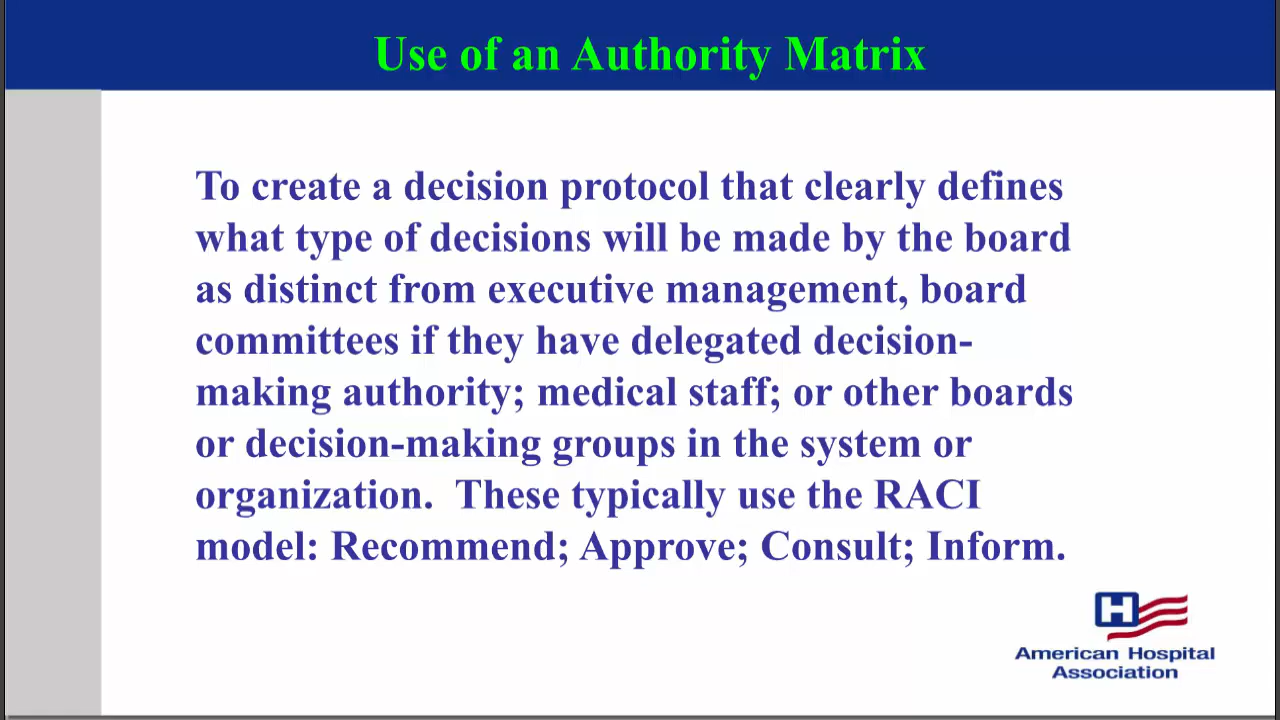 Use of an Authority Matrix
To create a decision protocol that clearly defines
what type of decisions will be made by the board
as distinct from executive management, board
committees if they have delegated decision-
making authority; medical staff; or other boards
or decision-making groups in the system or
organization.  These typically use the RACI
model: Recommend; Approve; Consult; Inform.
H
American Hospital
Association